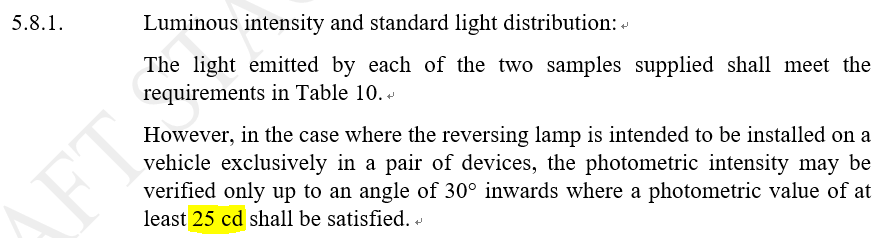 5.8.1. Luminous intensity and standard light distribution:
The light emitted by each of the two samples supplied shall meet the
requirements in Table 10.
However, in the case where the reversing lamp is intended to be installed on a
vehicle exclusively in a pair of devices, the photometric intensity may be
verified only up to an angle of 30° inwards where a photometric value of at
least 25 cd shall be satisfied.
AFT STA